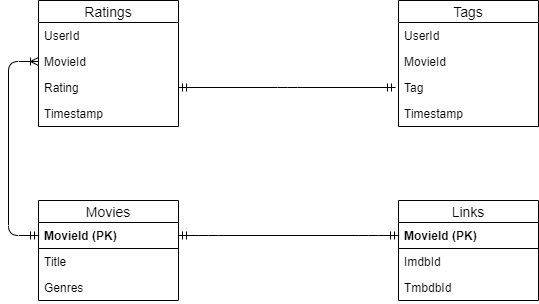 Ratings
UserId
MovieId
Rating
Timestamp
Tags
UserId
MovieId
Tag
Timestamp
Movies
MovieId (PK)
Title
Genres
Links
MovieId (PK)
ImdbId
TmbdbId